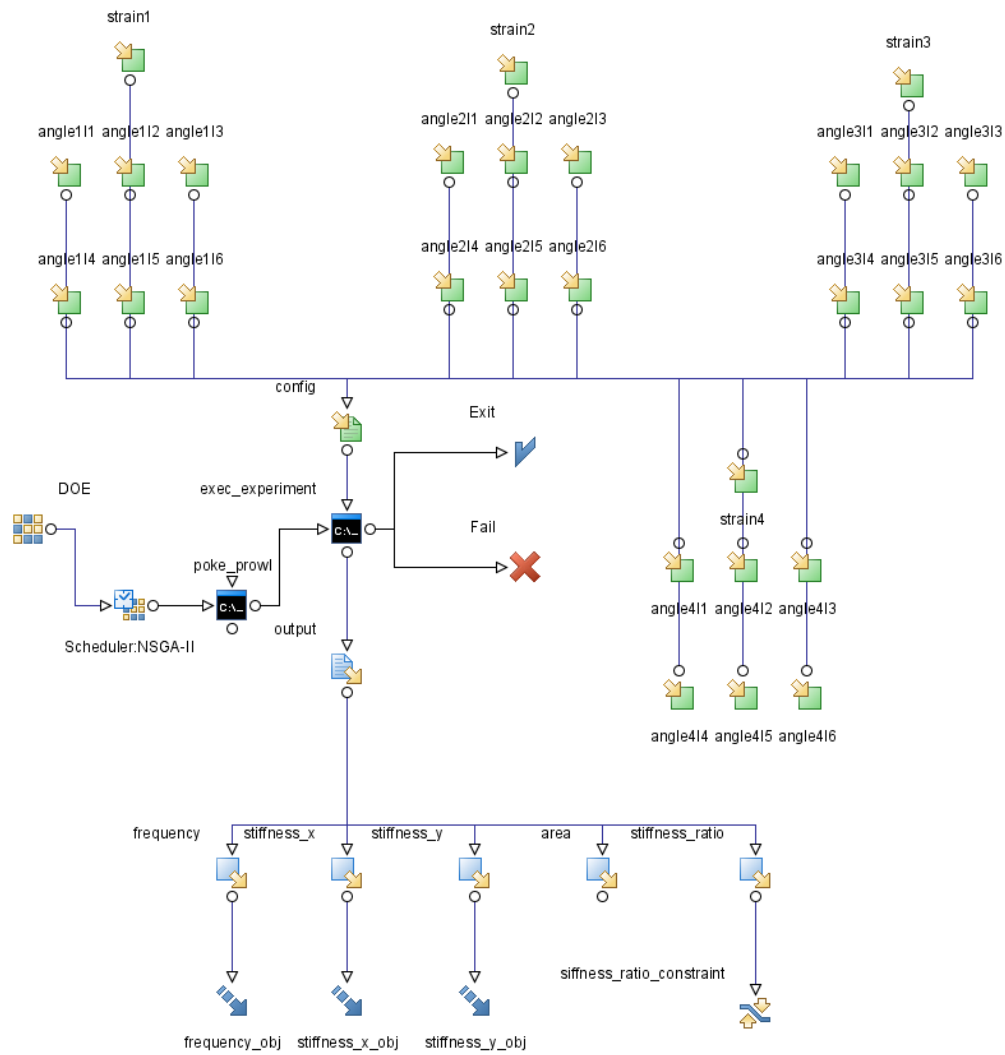 strain1
strain2
strain3
angle1l1 angle1l2 angle1l3
angle2l1 angle2l2 angle2l3
angle3l1 angle3l2 angle3l3
angle1l4 angle1l5 angle1l6
angle2l4 angle2l5 angle2l6
angle3l4 angle3l5 angle3l6
config
Exit
exec_experiment
DOE
Fail
strain4
poke_prowl
C:\_
C:\_
output
Scheduler:NSGA-II
angle4l1 angle4l2 angle4l3
angle4l4 angle4l5 angle4l6
frequency stiffness_x stiffness_y area stiffness_ratio
siffness_ratio_constraint
frequency_obj stiffness_x_obj stiffness_y_obj